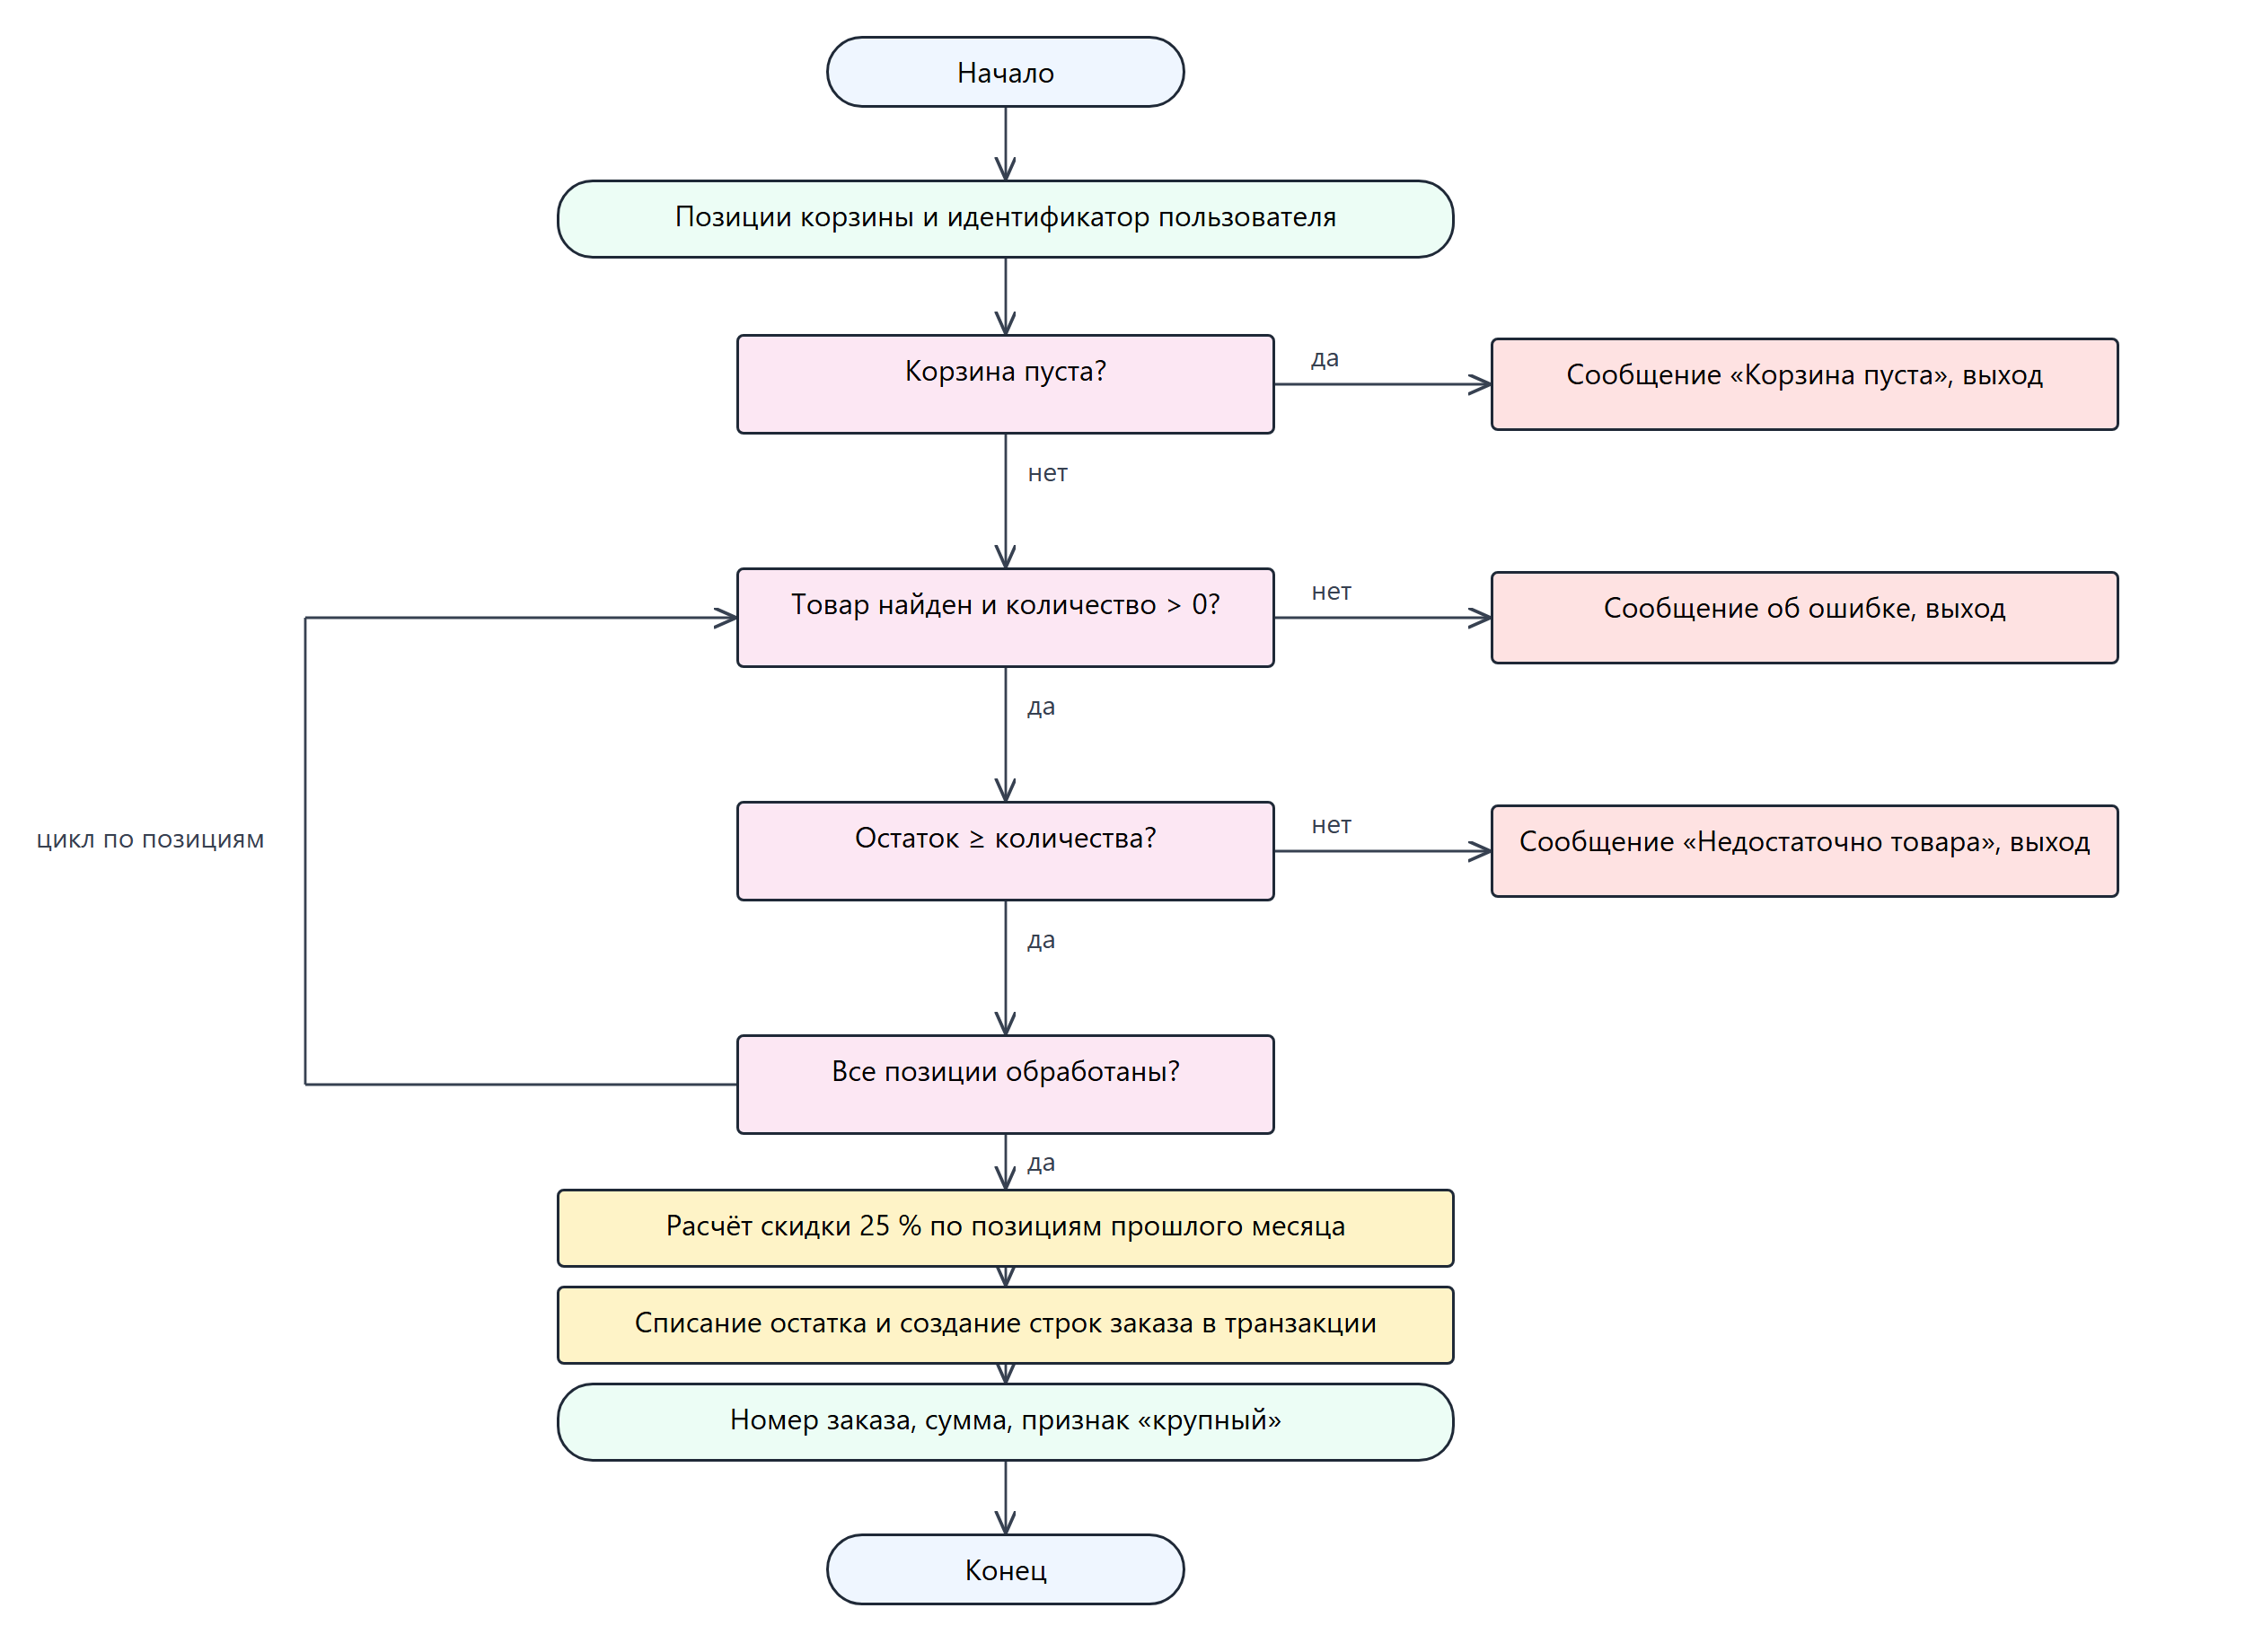 Начало
Позиции корзины и идентификатор пользователя
Корзина пуста?
да
Сообщение «Корзина пуста», выход
нет
Товар найден и количество > 0?
нет
Сообщение об ошибке, выход
да
цикл по позициям
Остаток ≥ количества?
нет
Сообщение «Недостаточно товара», выход
да
Все позиции обработаны?
да
Расчёт скидки 25 % по позициям прошлого месяца
Списание остатка и создание строк заказа в транзакции
Номер заказа, сумма, признак «крупный»
Конец